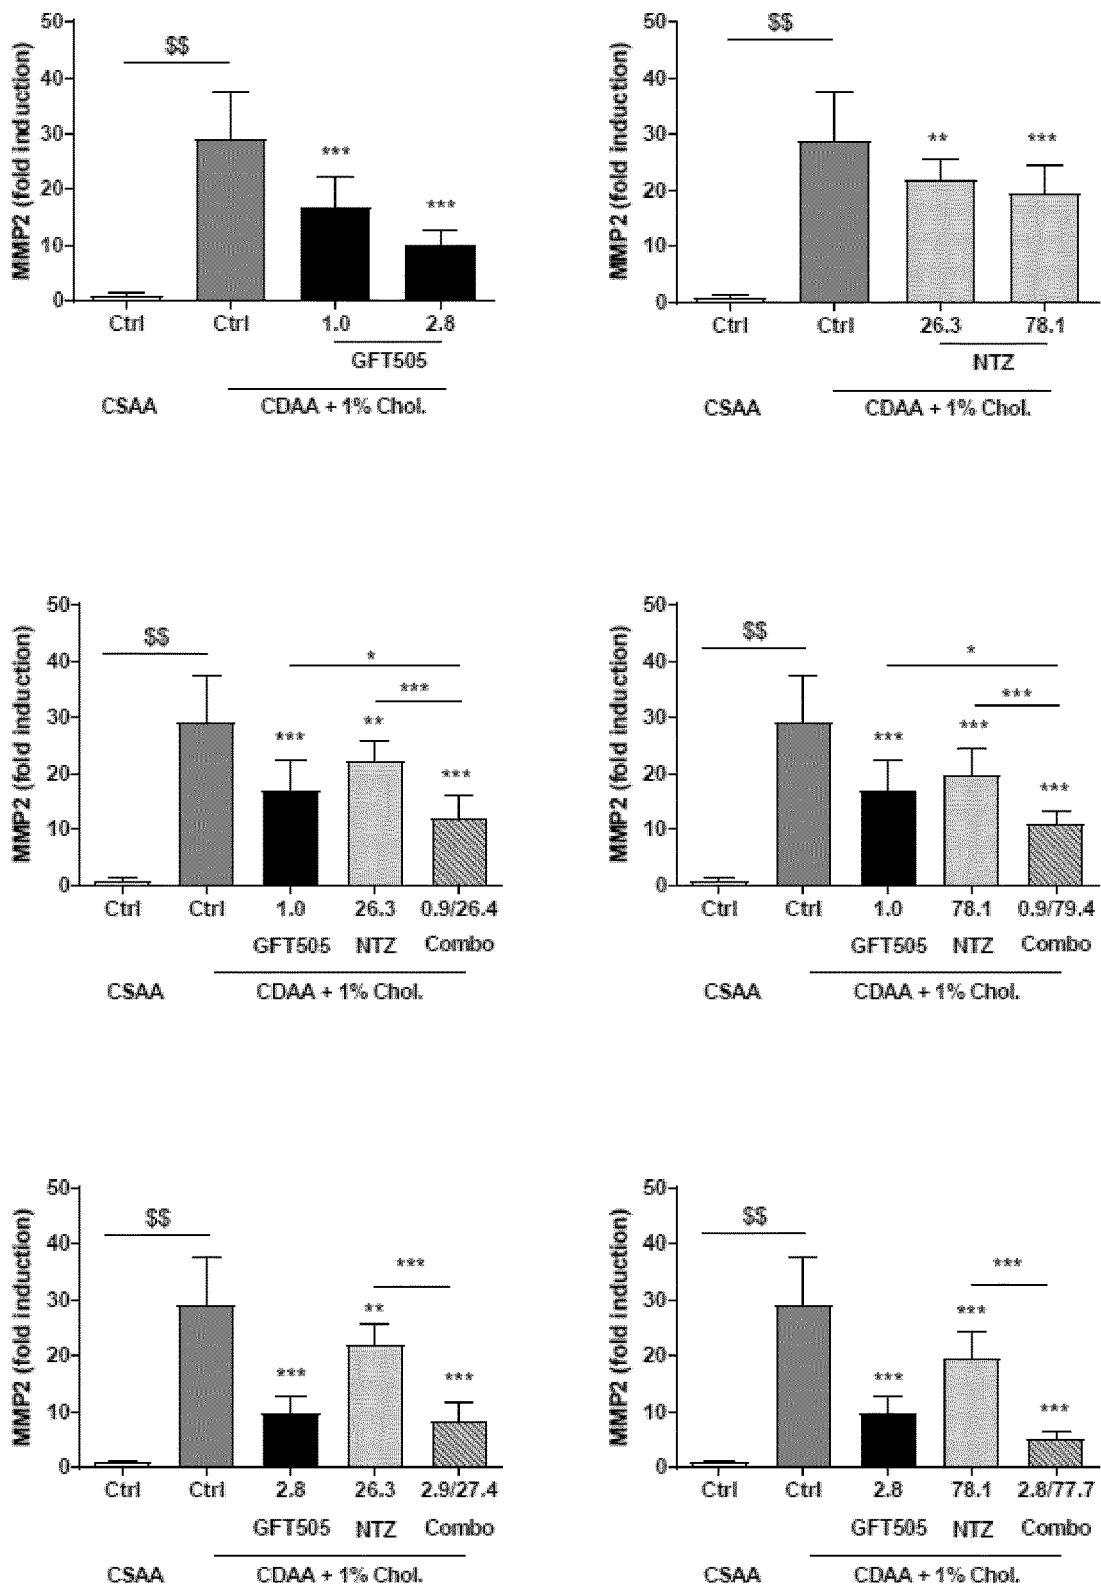 MMP2 (fold induction)
50
40
30
20
10
0
$$
***
***
Ctrl Ctrl 1.0 2.8
GFT505
CSAA CDAA + 1% Chol.
MMP2 (fold induction)
50
40
30
20
10
0
$$
**
***
Ctrl Ctrl 26.3 78.1
NTZ
CSAA CDAA + 1% Chol.
MMP2 (fold induction)
50
40
30
20
10
0
$$
*
***
**
***
***
Ctrl Ctrl 1.0 26.3 0.9/26.4
GFT505 NTZ Combo
CSAA CDAA + 1% Chol.
MMP2 (fold induction)
50
40
30
20
10
0
$$
*
***
***
***
***
Ctrl Ctrl 1.0 78.1 0.9/79.4
GFT505 NTZ Combo
CSAA CDAA + 1% Chol.
MMP2 (fold induction)
50
40
30
20
10
0
$$
***
**
***
***
Ctrl Ctrl 2.8 26.3 2.9/27.4
GFT505 NTZ Combo
CSAA CDAA + 1% Chol.
MMP2 (fold induction)
50
40
30
20
10
0
$$
***
***
***
***
Ctrl Ctrl 2.8 78.1 2.8/77.7
GFT505 NTZ Combo
CSAA CDAA + 1% Chol.